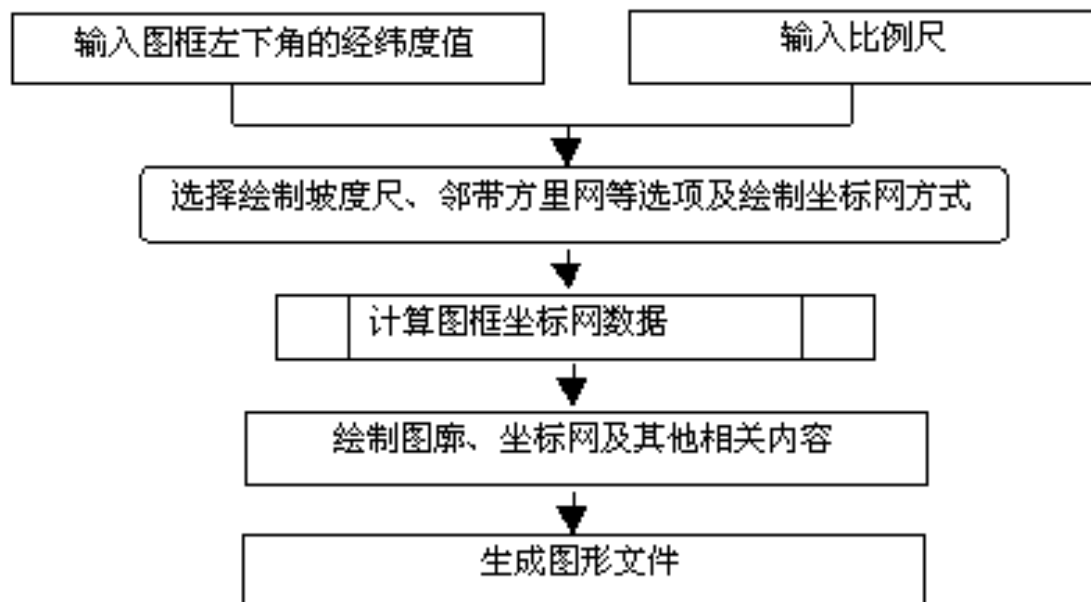 输入图框左下角的经纬度值
输入比例尺
选择绘制坡度尺、邻带方里网等选项及绘制坐标网方式
计算图框坐标网数据
绘制图廓、坐标网及其他相关内容
生成图形文件